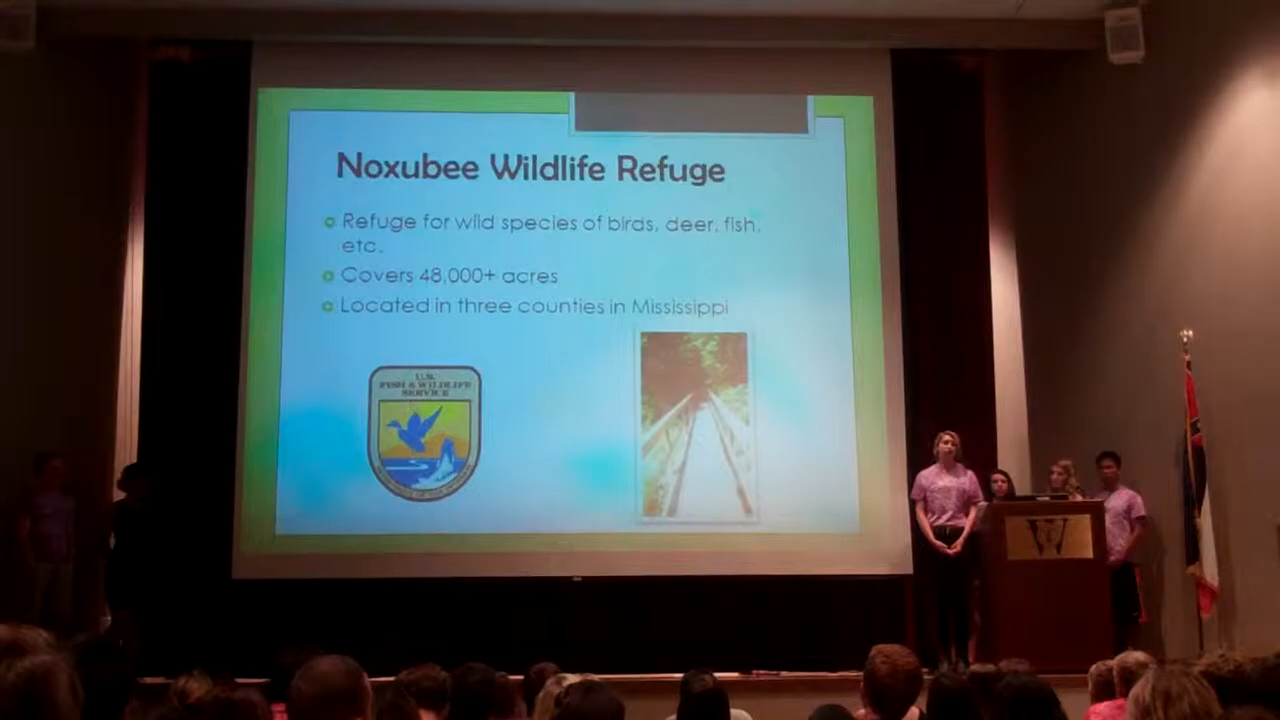 Noxubee Wildlife Refuge
Refuge for wild species of birds, deer, fish,
etc.
Covers 48,000+ acres
Located in three counties in Mississippi
U.S.
FISH & WILDLIFE
SERVICE
W